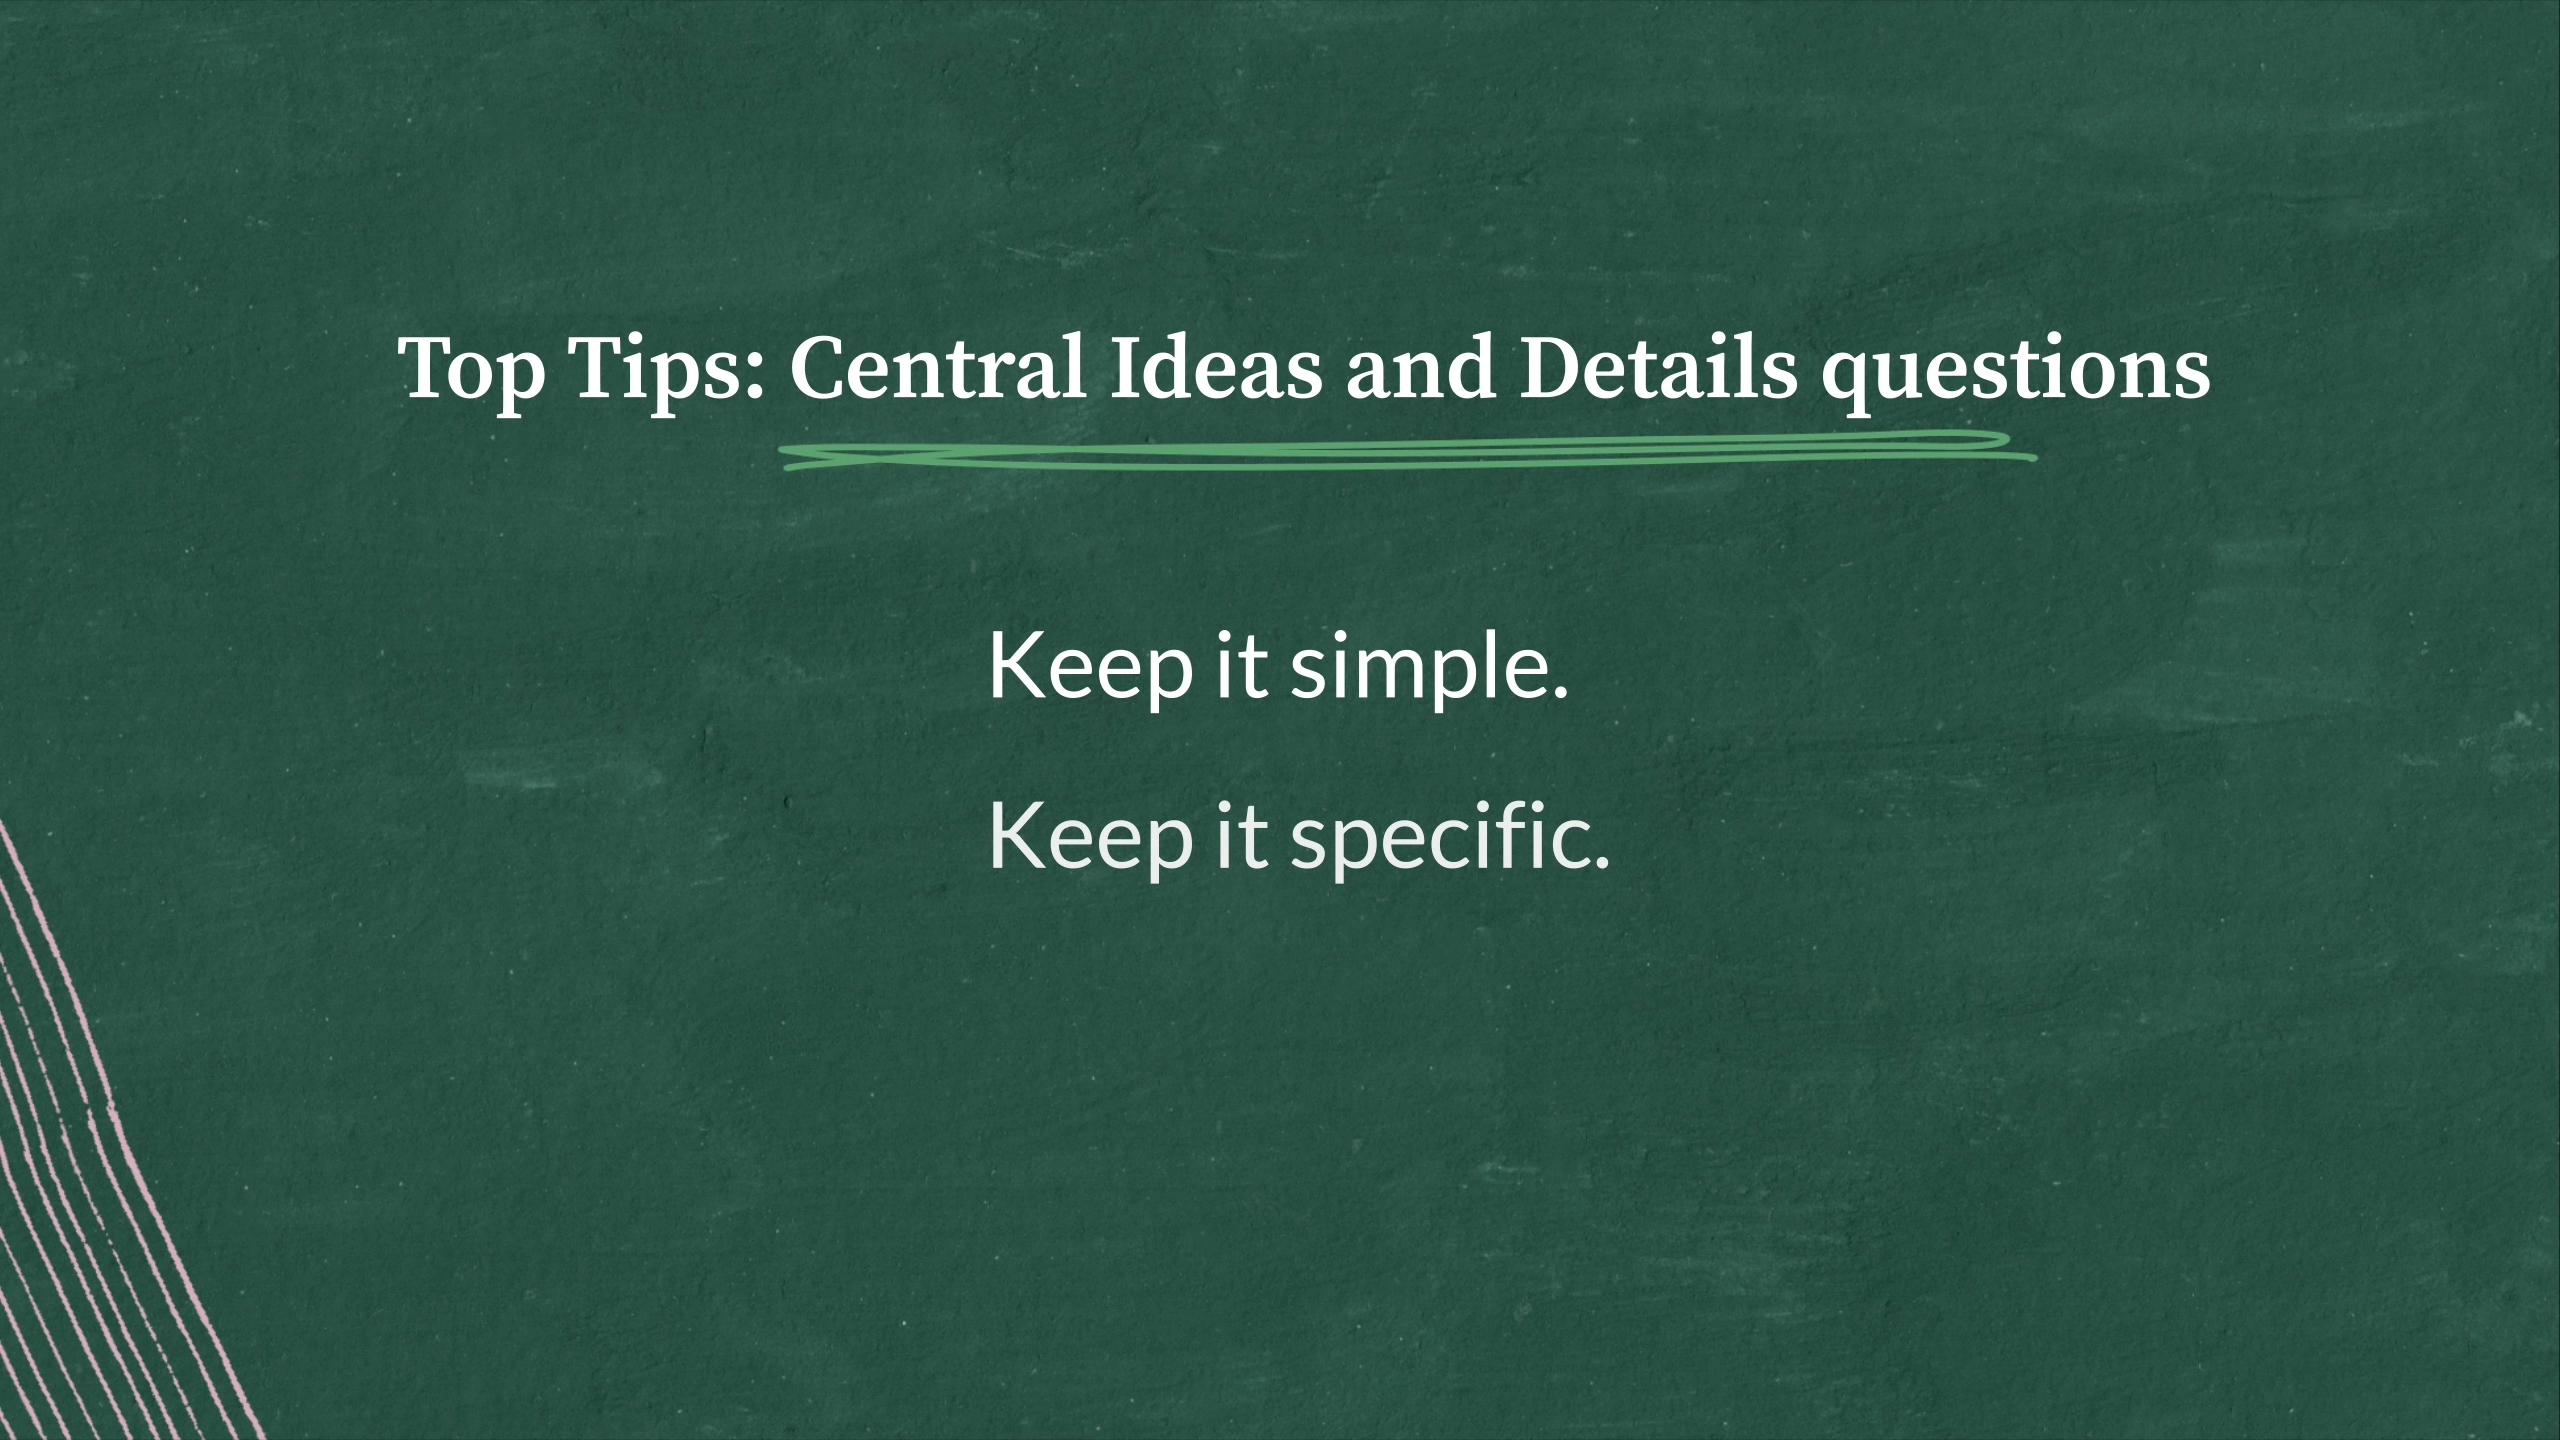 Top Tips: Central Ideas and Details questions
Keep it simple.
Keep it specific.